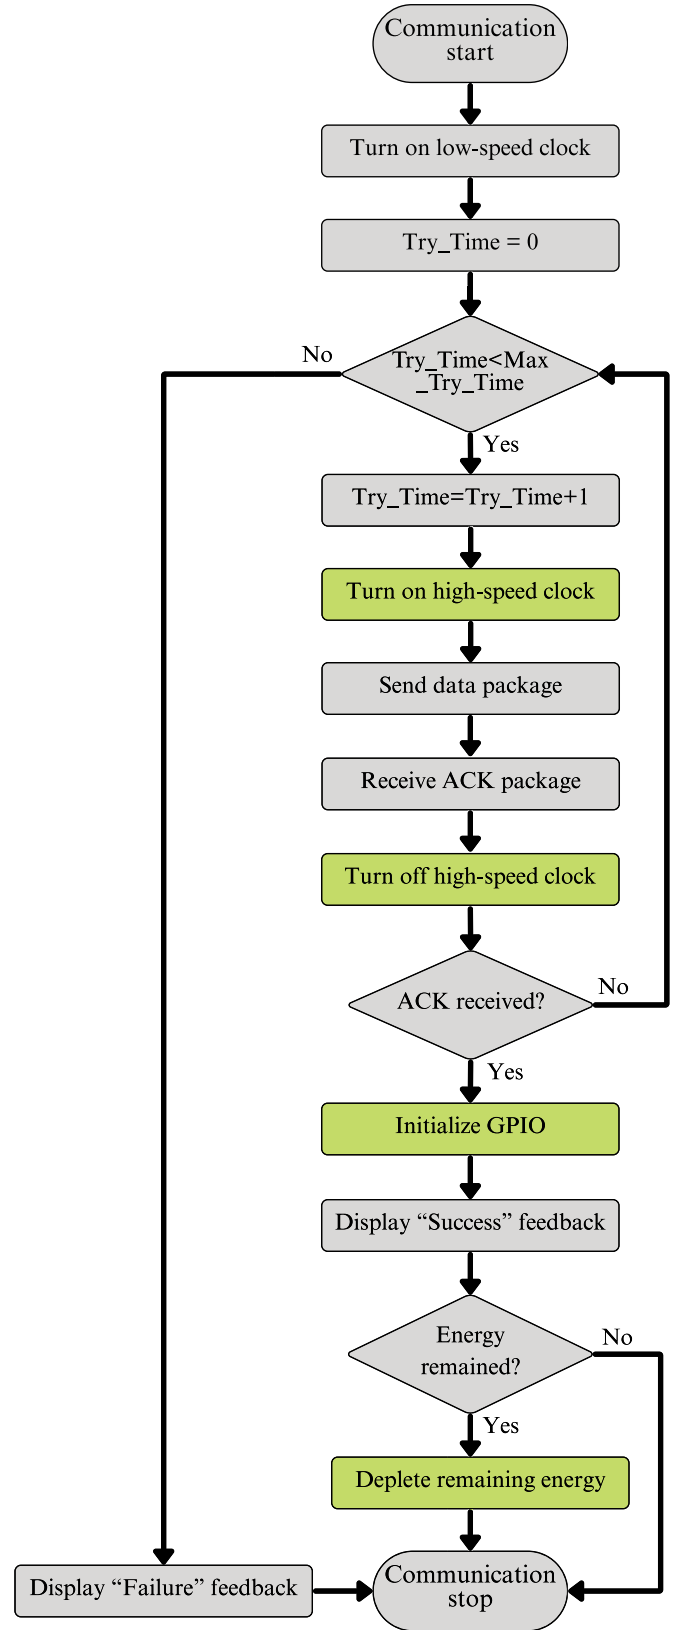 Communication
start
Turn on low-speed clock
Try_Time = 0
No
Try_Time<Max
_Try_Time
Yes
Try_Time=Try_Time+1
Turn on high-speed clock
Send data package
Receive ACK package
Turn off high-speed clock
ACK received?
No
Yes
Initialize GPIO
Display “Success” feedback
Energy
remained?
No
Yes
Deplete remaining energy
Display “Failure” feedback
Communication
stop